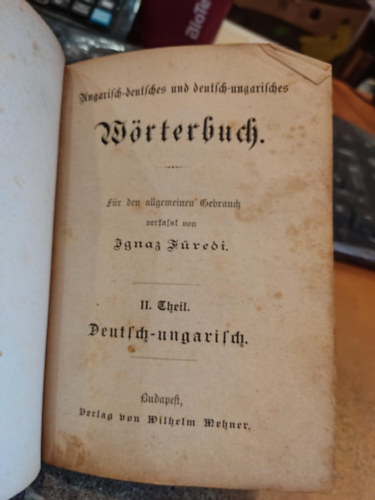 Ungarisch-deutsches und deutsch-ungarisches
Wörterbuch.
Für den allgemeinen Gebrauch
verfasst von
Ignaz Füredi.
II. Theil.
Deutsch-ungarisch.
Budapest,
Verlag von Wilhelm Mehner.